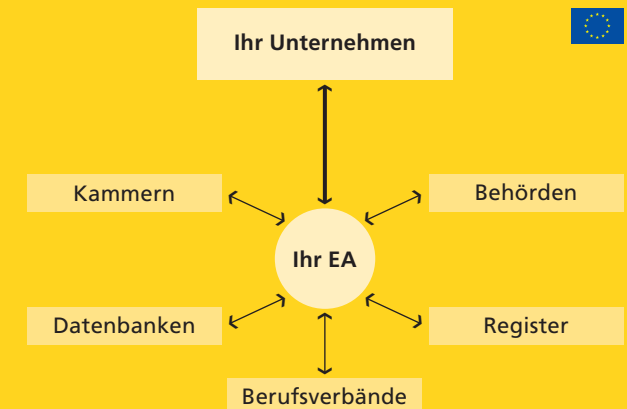 Ihr Unternehmen
Kammern
Behörden
Ihr EA
Datenbanken
Register
Berufsverbände